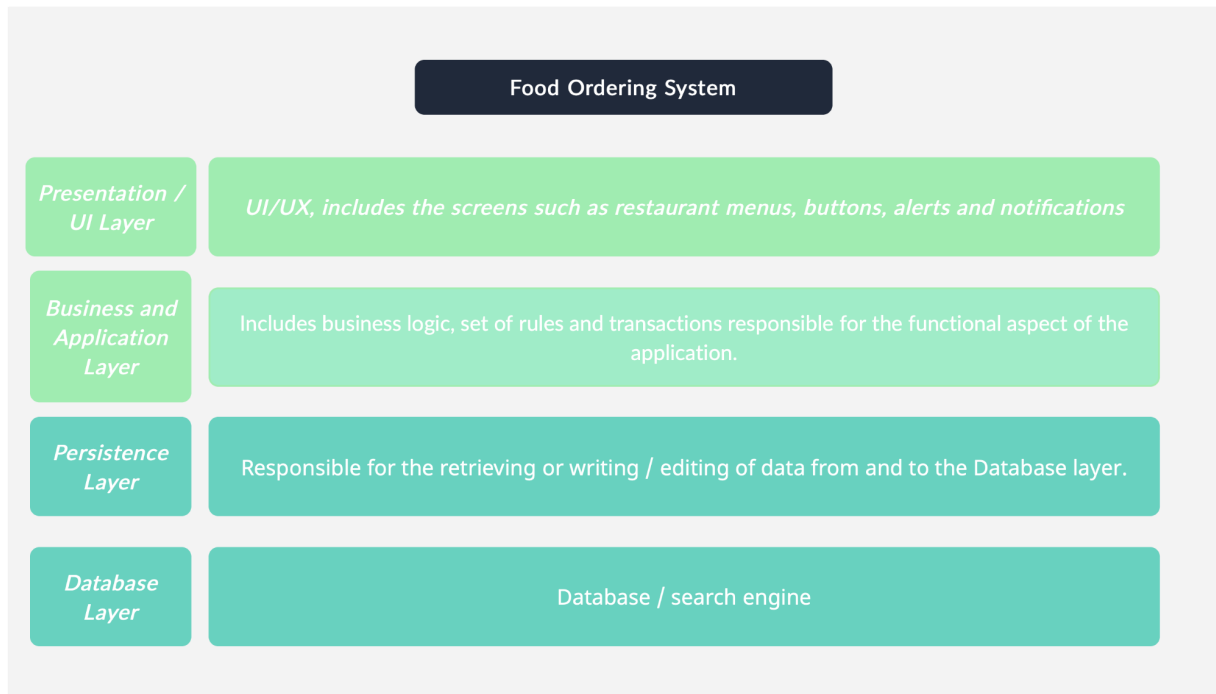 Food Ordering System
Presentation /
UI Layer
UI/UX, includes the screens such as restaurant menus, buttons, alerts and notifications
Business and
Application
Layer
Includes business logic, set of rules and transactions responsible for the functional aspect of the
application.
Persistence
Layer
Responsible for the retrieving or writing / editing of data from and to the Database layer.
Database
Layer
Database / search engine